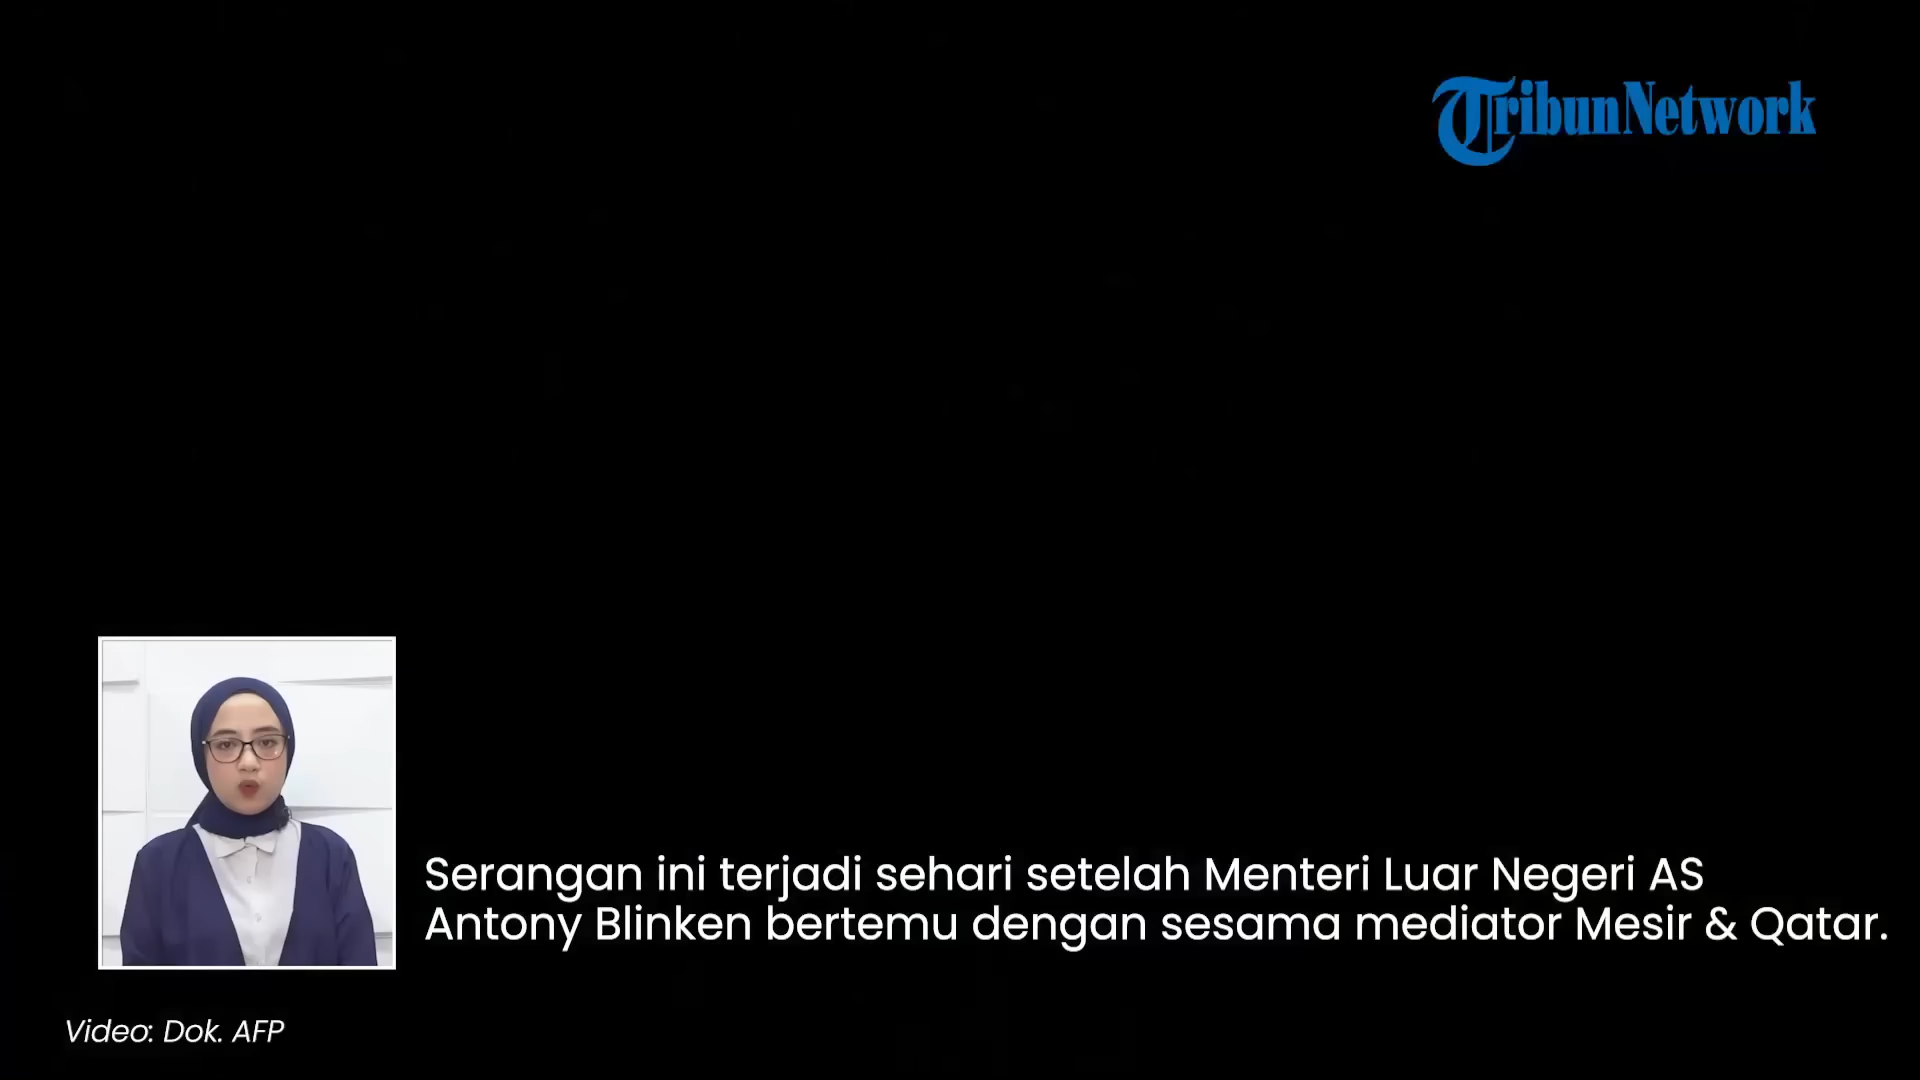 TribunNetwork
Serangan ini terjadi sehari setelah Menteri Luar Negeri AS
Antony Blinken bertemu dengan sesama mediator Mesir & Qatar.
Video: Dok. AFP